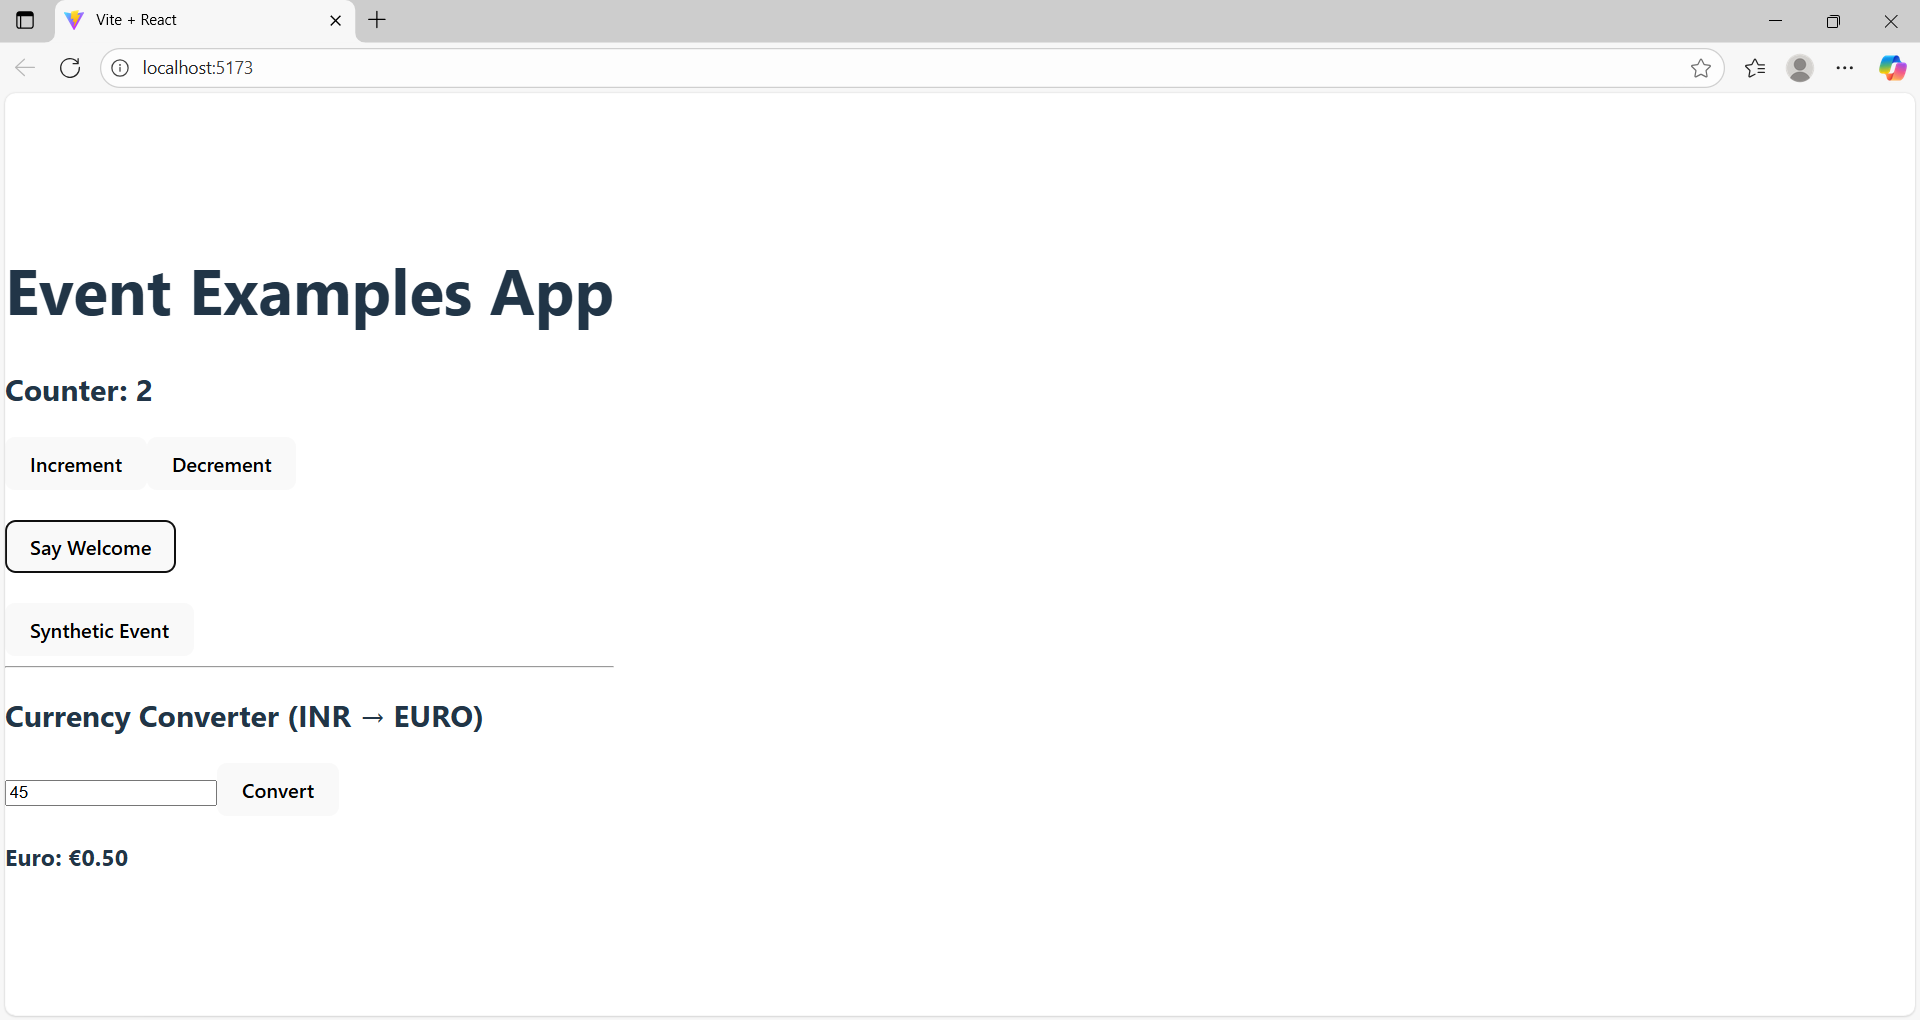 Vite + React
localhost:5173
Event Examples App
Counter: 2
Increment Decrement
Say Welcome
Synthetic Event
Currency Converter (INR → EURO)
45 Convert
Euro: €0.50